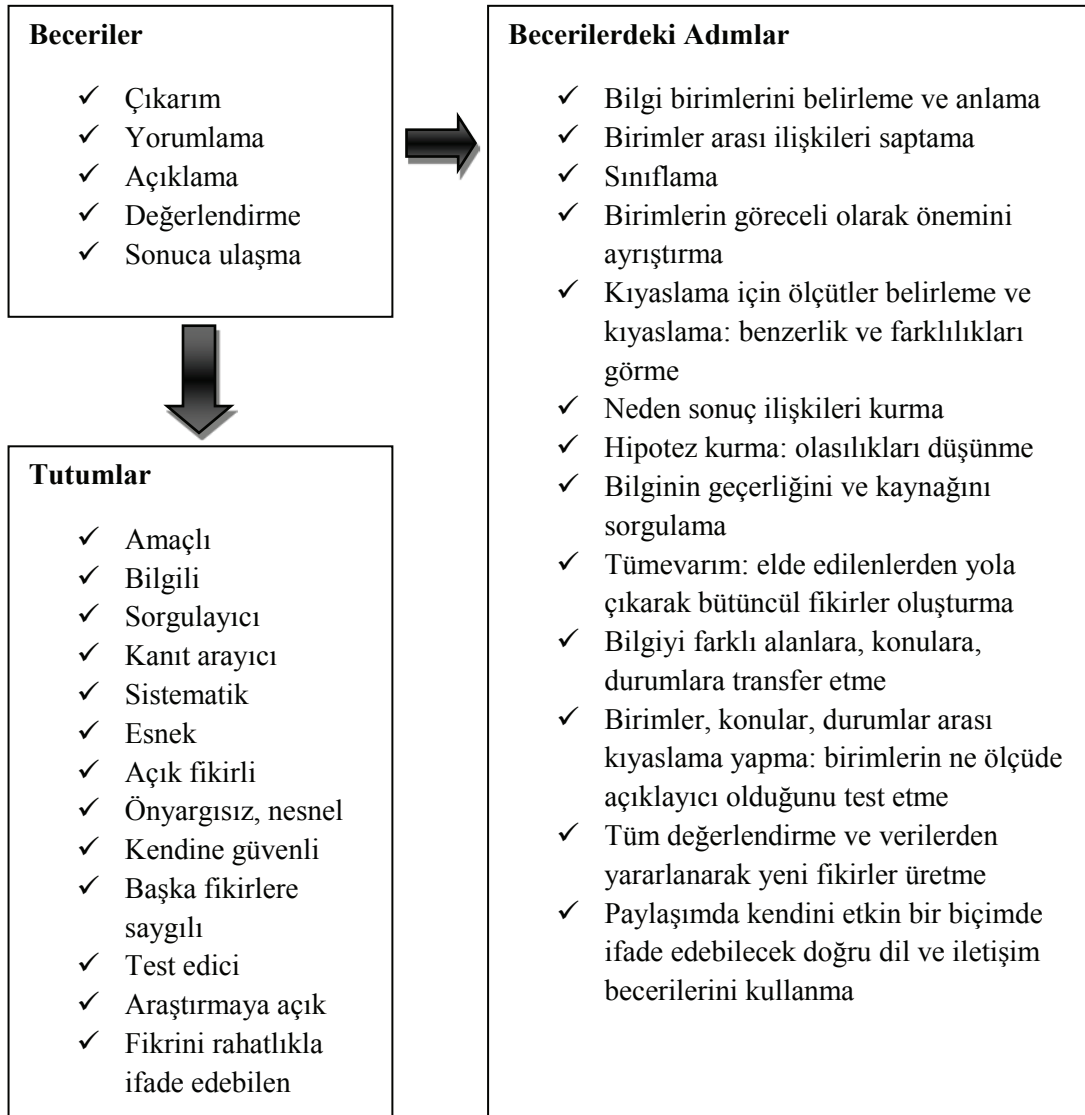 Beceriler
✓ Çıkarım
✓ Yorumlama
✓ Açıklama
✓ Değerlendirme
✓ Sonuca ulaşma
Tutumlar
✓ Amaçlı
✓ Bilgili
✓ Sorgulayıcı
✓ Kanıt arayıcı
✓ Sistematik
✓ Esnek
✓ Açık fikirli
✓ Önyargısız, nesnel
✓ Kendine güvenli
✓ Başka fikirlere
saygılı
✓ Test edici
✓ Araştırmaya açık
✓ Fikrini rahatlıkla
ifade edebilen
Becerilerdeki Adımlar
✓ Bilgi birimlerini belirleme ve anlama
✓ Birimler arası ilişkileri saptama
✓ Sınıflama
✓ Birimlerin göreceli olarak önemini
ayrıştırma
✓ Kıyaslama için ölçütler belirleme ve
kıyaslama: benzerlik ve farklılıkları
görme
✓ Neden sonuç ilişkileri kurma
✓ Hipotez kurma: olasılıkları düşünme
✓ Bilginin geçerliğini ve kaynağını
sorgulama
✓ Tümevarım: elde edilenlerden yola
çıkarak bütüncül fikirler oluşturma
✓ Bilgiyi farklı alanlara, konulara,
durumlara transfer etme
✓ Birimler, konular, durumlar arası
kıyaslama yapma: birimlerin ne ölçüde
açıklayıcı olduğunu test etme
✓ Tüm değerlendirme ve verilerden
yararlanarak yeni fikirler üretme
✓ Paylaşımda kendini etkin bir biçimde
ifade edebilecek doğru dil ve iletişim
becerilerini kullanma